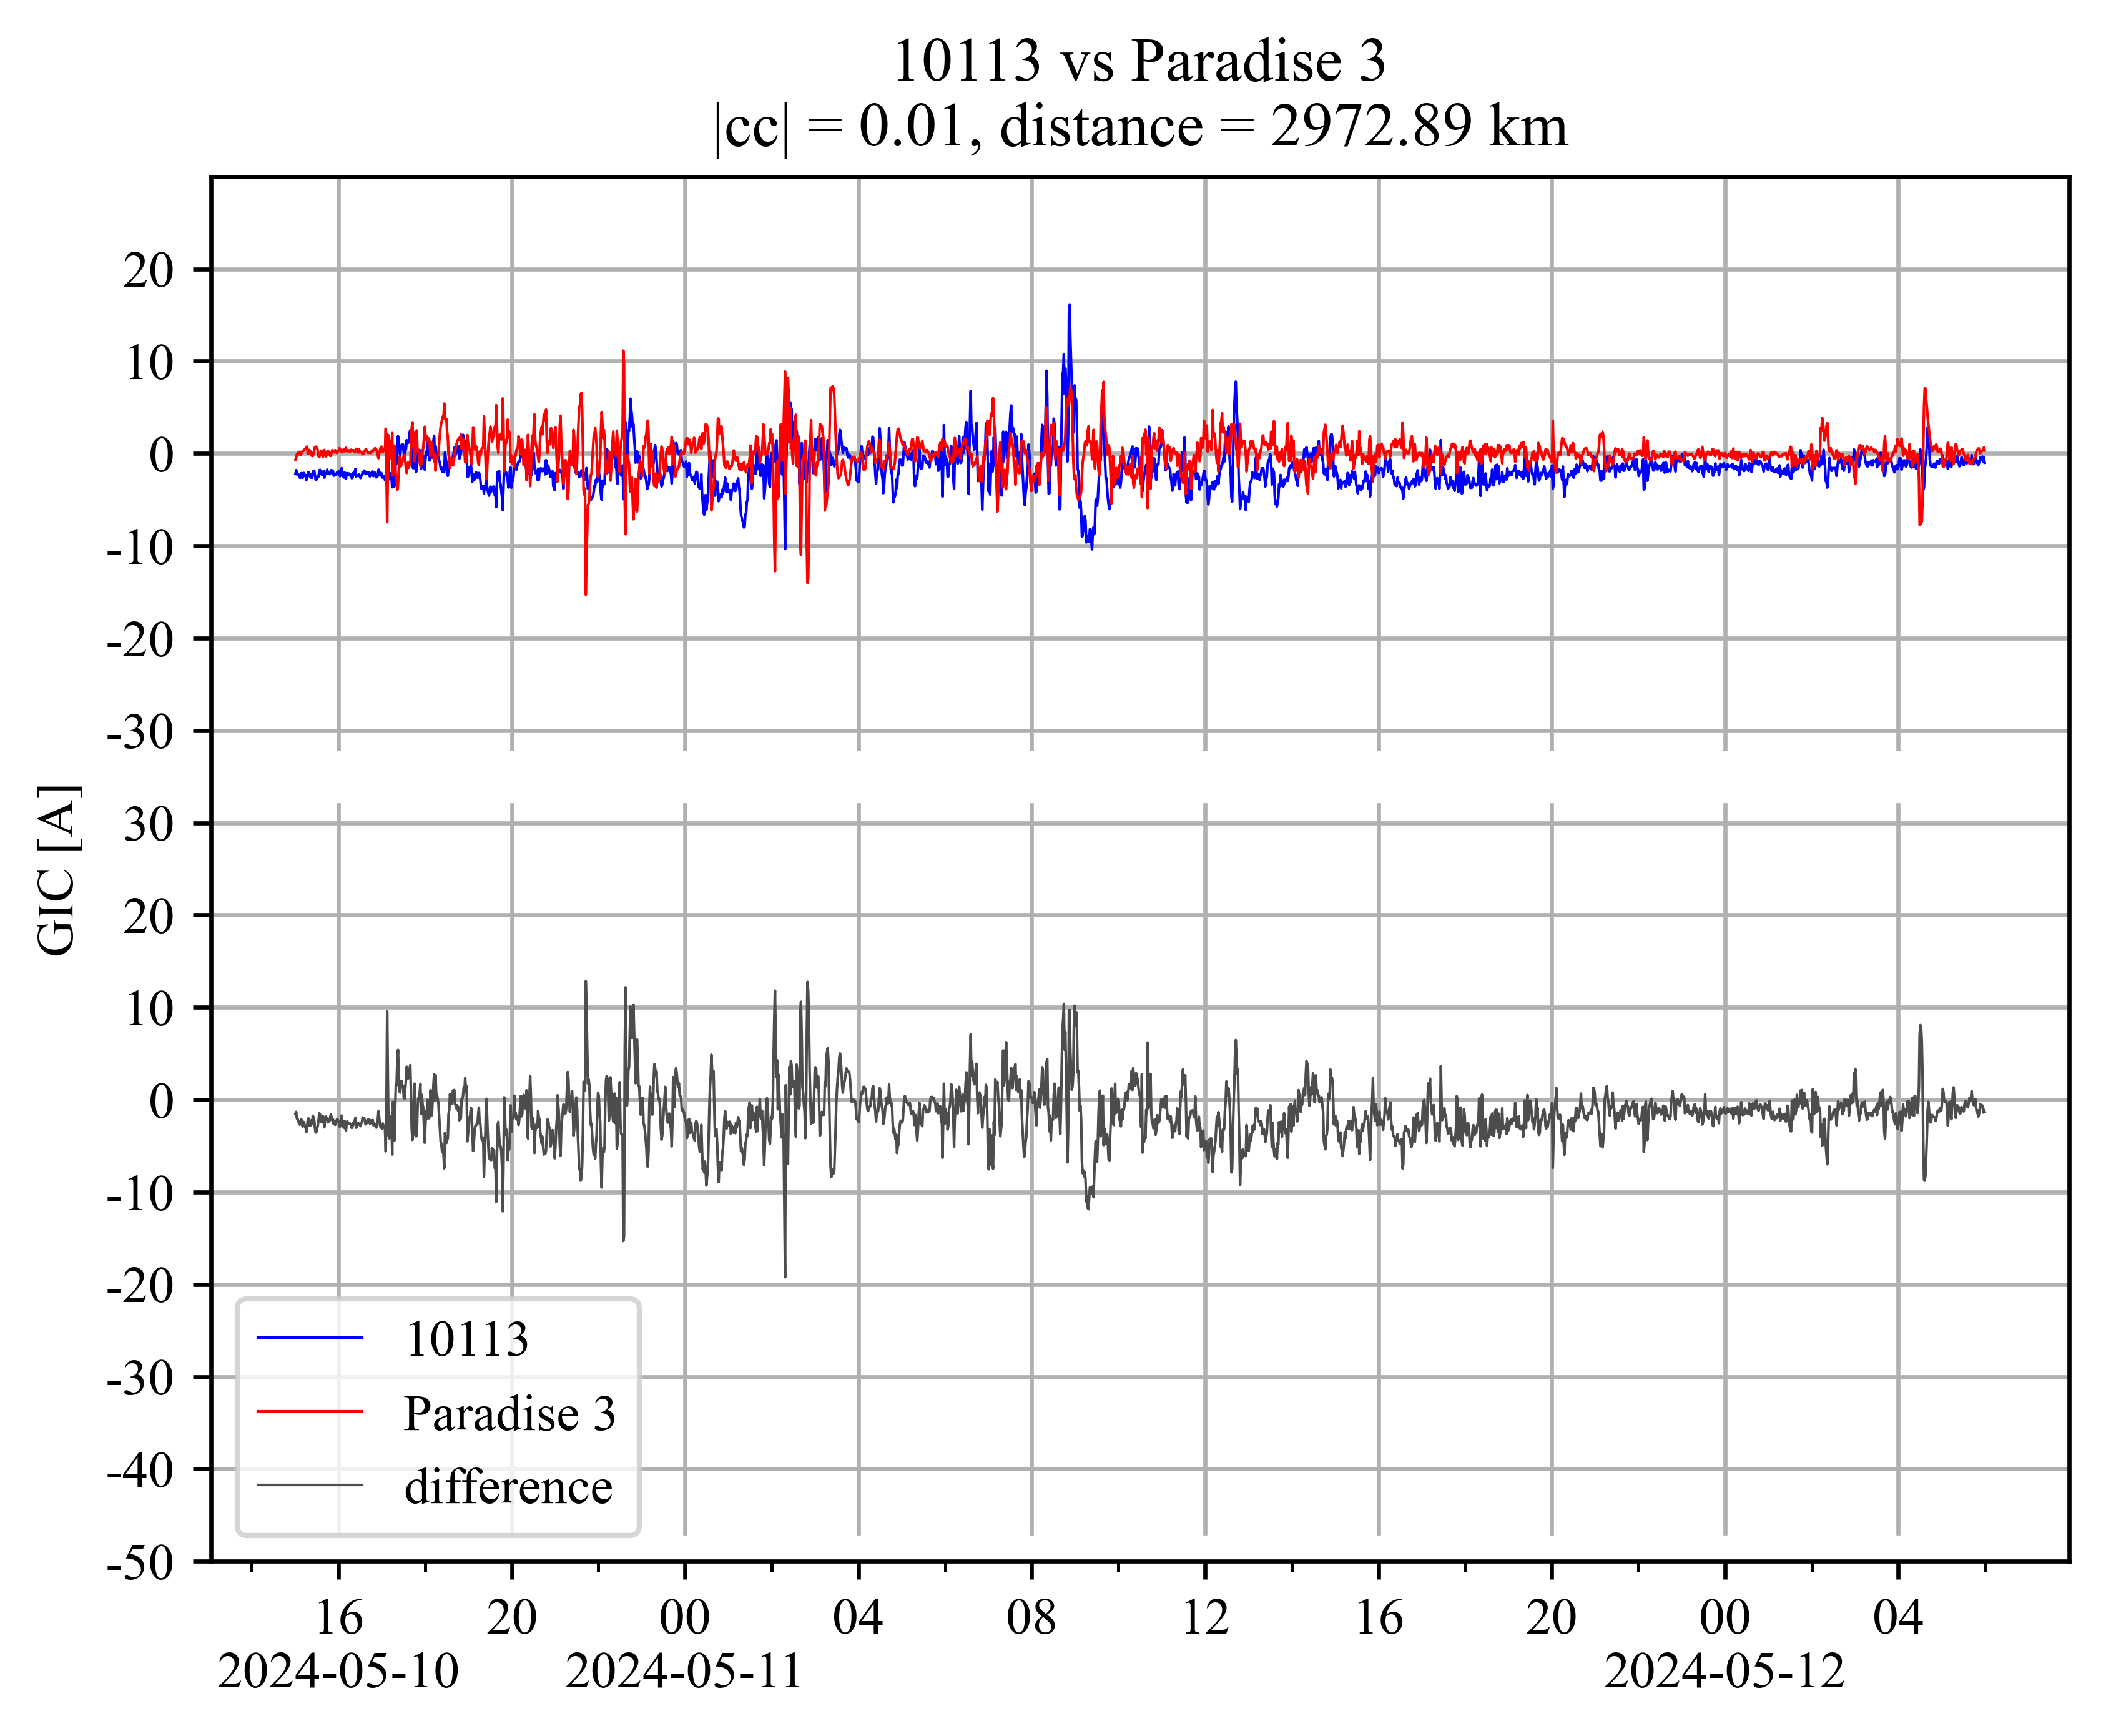 10113 vs Paradise 3
|cc| = 0.01, distance = 2972.89 km
GIC [A]
20
10
0
-10
-20
-30
30
20
10
0
-10
-20
-30
-40
-50
10113
Paradise 3
difference
16 20 00 04 08 12 16 20 00 04
2024-05-10 2024-05-11 2024-05-12